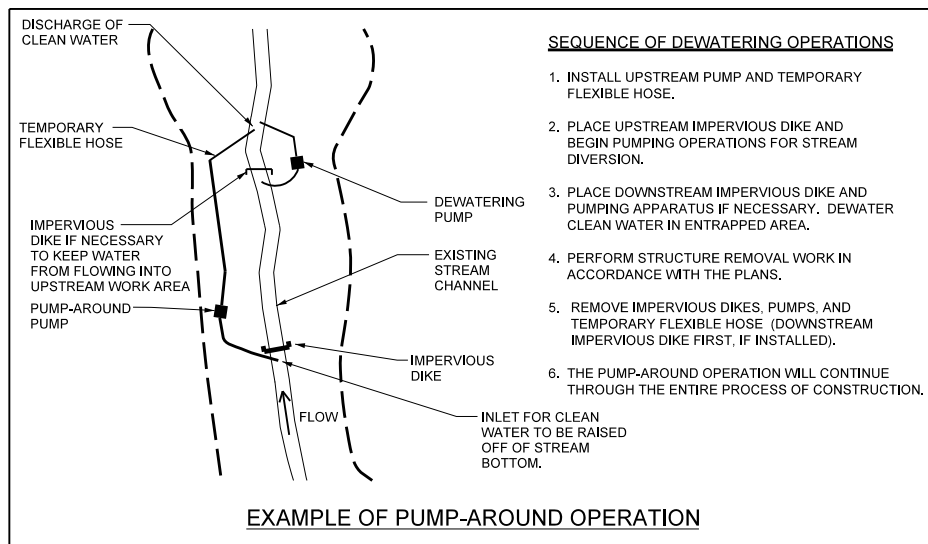 DISCHARGE OF
CLEAN WATER
TEMPORARY
FLEXIBLE HOSE
IMPERVIOUS
DIKE IF NECESSARY
TO KEEP WATER
FROM FLOWING INTO
UPSTREAM WORK AREA
PUMP-AROUND
PUMP
DEWATERING
PUMP
EXISTING
STREAM
CHANNEL
IMPERVIOUS
DIKE
FLOW
INLET FOR CLEAN
WATER TO BE RAISED
OFF OF STREAM
BOTTOM.
SEQUENCE OF DEWATERING OPERATIONS
1. INSTALL UPSTREAM PUMP AND TEMPORARY
FLEXIBLE HOSE.
2. PLACE UPSTREAM IMPERVIOUS DIKE AND
BEGIN PUMPING OPERATIONS FOR STREAM
DIVERSION.
3. PLACE DOWNSTREAM IMPERVIOUS DIKE AND
PUMPING APPARATUS IF NECESSARY. DEWATER
CLEAN WATER IN ENTRAPPED AREA.
4. PERFORM STRUCTURE REMOVAL WORK IN
ACCORDANCE WITH THE PLANS.
5. REMOVE IMPERVIOUS DIKES, PUMPS, AND
TEMPORARY FLEXIBLE HOSE (DOWNSTREAM
IMPERVIOUS DIKE FIRST, IF INSTALLED).
6. THE PUMP-AROUND OPERATION WILL CONTINUE
THROUGH THE ENTIRE PROCESS OF CONSTRUCTION.
EXAMPLE OF PUMP-AROUND OPERATION